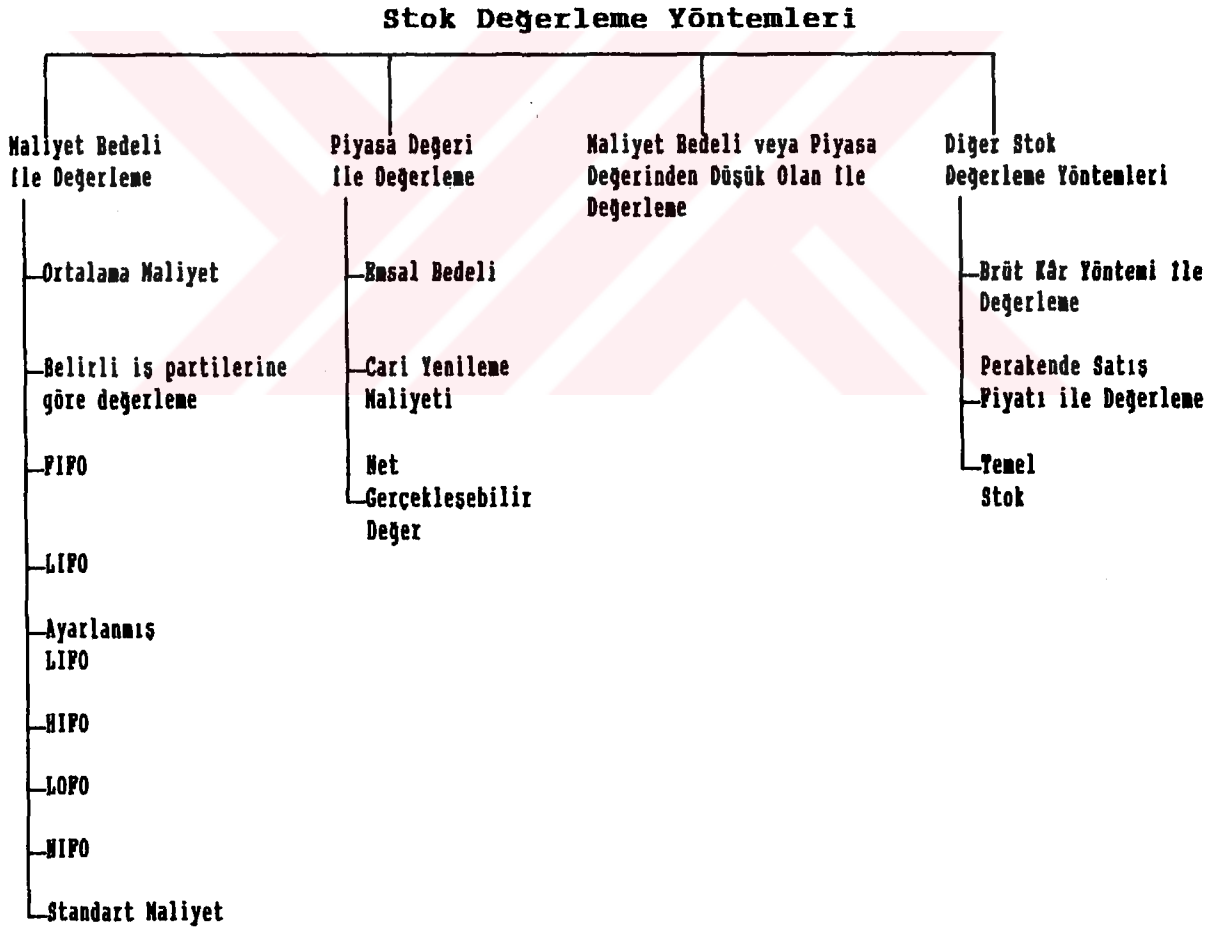 Stok Değerleme Yöntemleri
Maliyet Bedeli
İle Değerleme
Ortalama Maliyet
Belirli iş partilerine
göre değerleme
FIFO
LIFO
Ayarlanmış
LIFO
HIFO
LOFO
NIFO
Standart Maliyet
Piyasa Değeri
İle Değerleme
Emsal Bedeli
Cari Yenileme
Maliyeti
Net
Gerçekleşebilir
Değer
Maliyet Bedeli veya Piyasa
Değerinden Düşük Olan İle
Değerleme
Diğer Stok
Değerleme Yöntemleri
Brüt Kâr Yöntemi İle
Değerleme
Perakende Satış
Fiyatı ile Değerleme
Temel
Stok